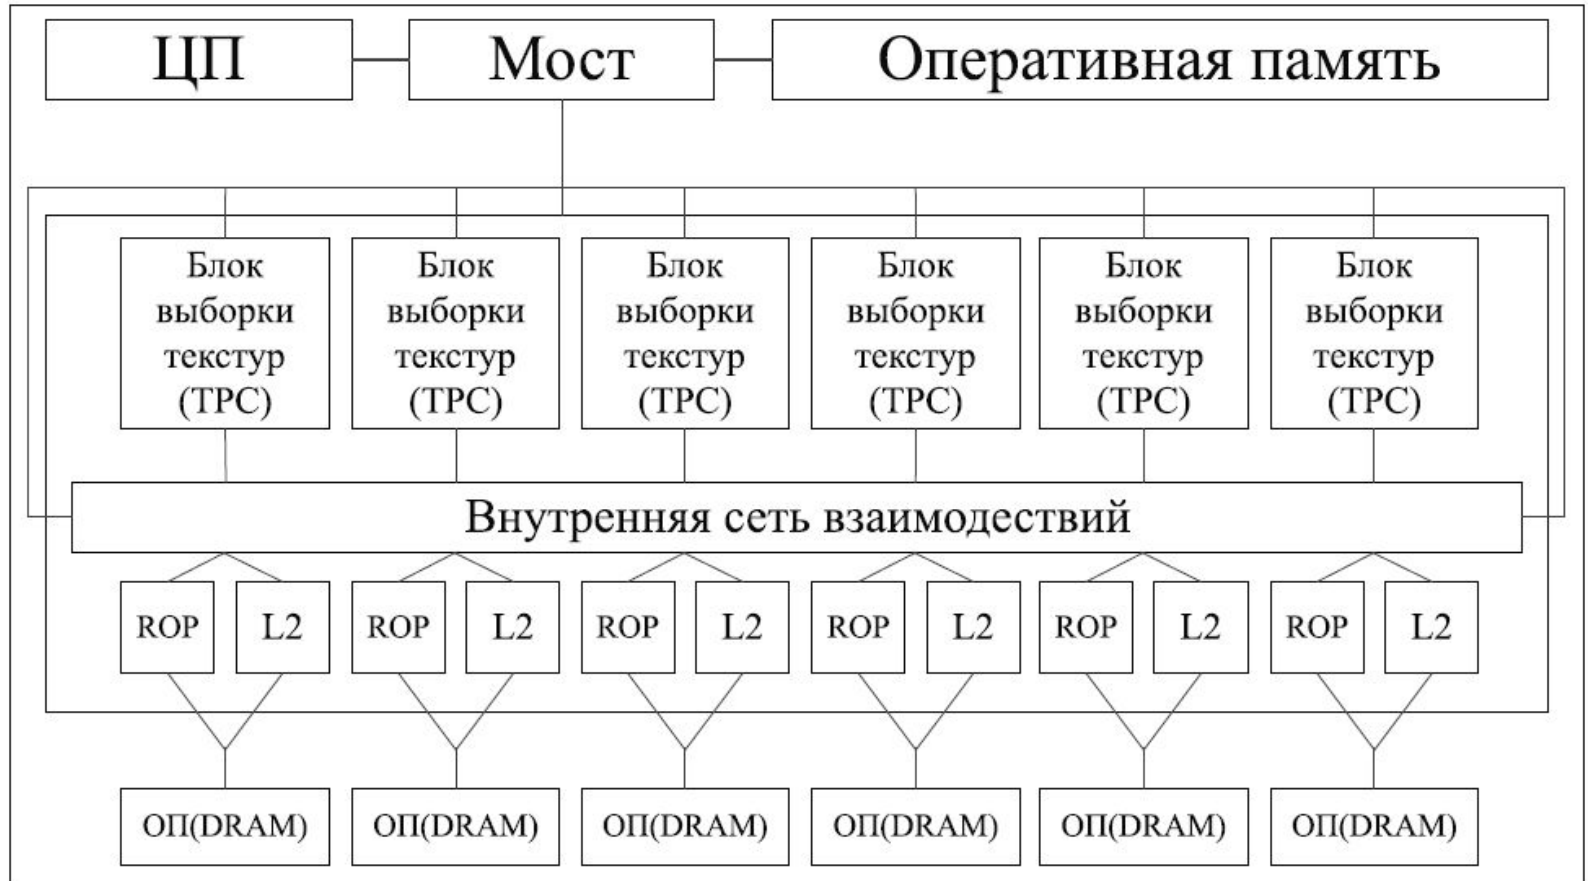 ЦП
Мост
Оперативная память
Блок
выборки
текстур
(TPC)
Блок
выборки
текстур
(TPC)
Блок
выборки
текстур
(TPC)
Блок
выборки
текстур
(TPC)
Блок
выборки
текстур
(TPC)
Блок
выборки
текстур
(TPC)
Внутренняя сеть взаимодествий
ROP
L2
ROP
L2
ROP
L2
ROP
L2
ROP
L2
ROP
L2
ОП(DRAM)
ОП(DRAM)
ОП(DRAM)
ОП(DRAM)
ОП(DRAM)
ОП(DRAM)